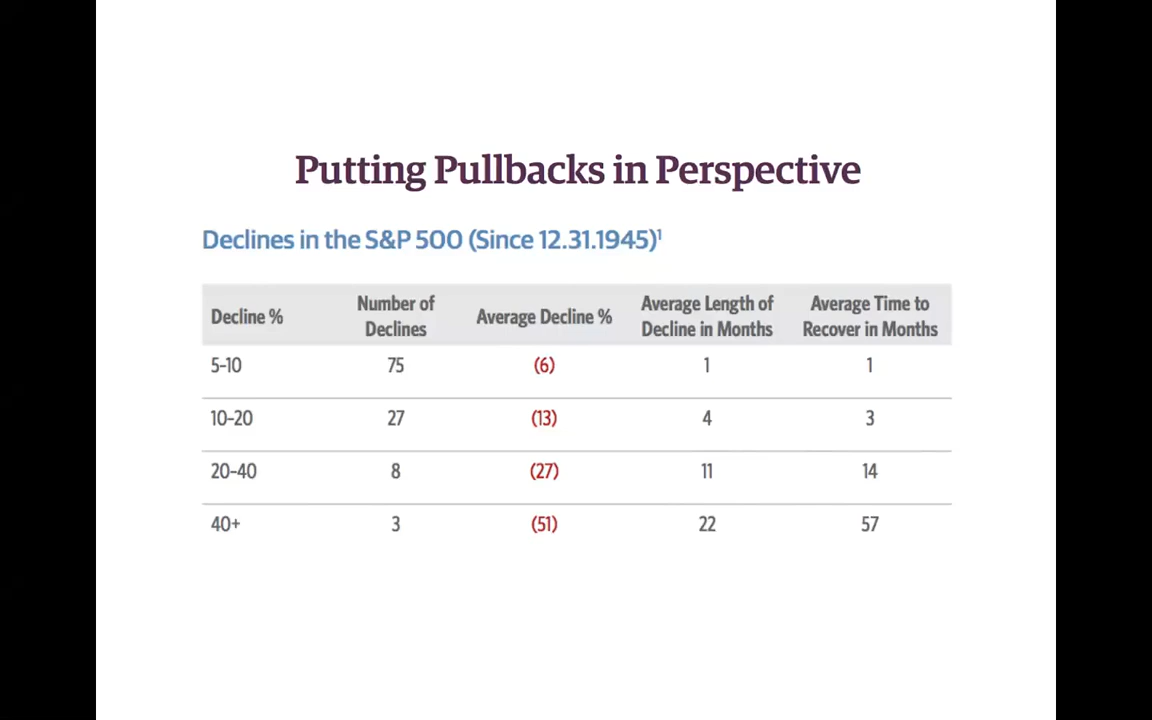 Putting Pullbacks in Perspective
Declines in the S&P 500 (Since 12.31.1945)¹
Decline % Number of Declines Average Decline % Average Length of Decline in Months Average Time to Recover in Months
5-10 75 (6) 1 1
10-20 27 (13) 4 3
20-40 8 (27) 11 14
40+ 3 (51) 22 57